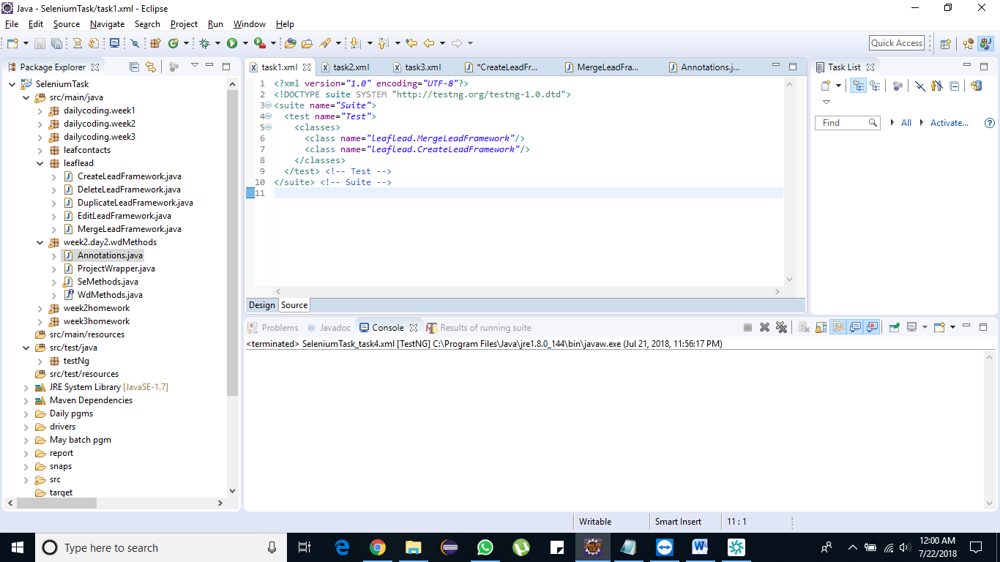 Java - SeleniumTask/task1.xml - Eclipse
File Edit Source Navigate Search Project Run Window Help
Quick Access
Package Explorer
SeleniumTask
src/main/java
dailycoding.week1
dailycoding.week2
dailycoding.week3
leafcontacts
leaflead
CreateLeadFramework.java
DeleteLeadFramework.java
DuplicateLeadFramework.java
EditLeadFramework.java
MergeLeadFramework.java
week2.day2.wdMethods
Annotations.java
ProjectWrapper.java
SeMethods.java
WdMethods.java
week2homework
week3homework
src/main/resources
src/test/java
testNg
src/test/resources
JRE System Library [JavaSE-1.7]
Maven Dependencies
Daily pgms
drivers
May batch pgm
report
snaps
src
target
task1.xml task2.xml task3.xml *CreateLeadFr... MergeLeadFra... Annotations.j...
1 <?xml version="1.0" encoding="UTF-8"?>
2 <!DOCTYPE suite SYSTEM "http://testng.org/testng-1.0.dtd">
3 <suite name="Suite">
4 <test name="Test">
5 <classes>
6 <class name="leaflead.MergeLeadFramework"/>
7 <class name="leaflead.CreateLeadFramework"/>
8 </classes>
9 </test> <!-- Test -->
10 </suite> <!-- Suite -->
11
Design Source
Task List
Find All Activate...
Problems @ Javadoc Console Results of running suite
<terminated> SeleniumTask_task4.xml [TestNG] C:\Program Files\Java\jre1.8.0_144\bin\javaw.exe (Jul 21, 2018, 11:56:17 PM)
Writable Smart Insert 11 : 1
Type here to search
12:00 AM
7/22/2018